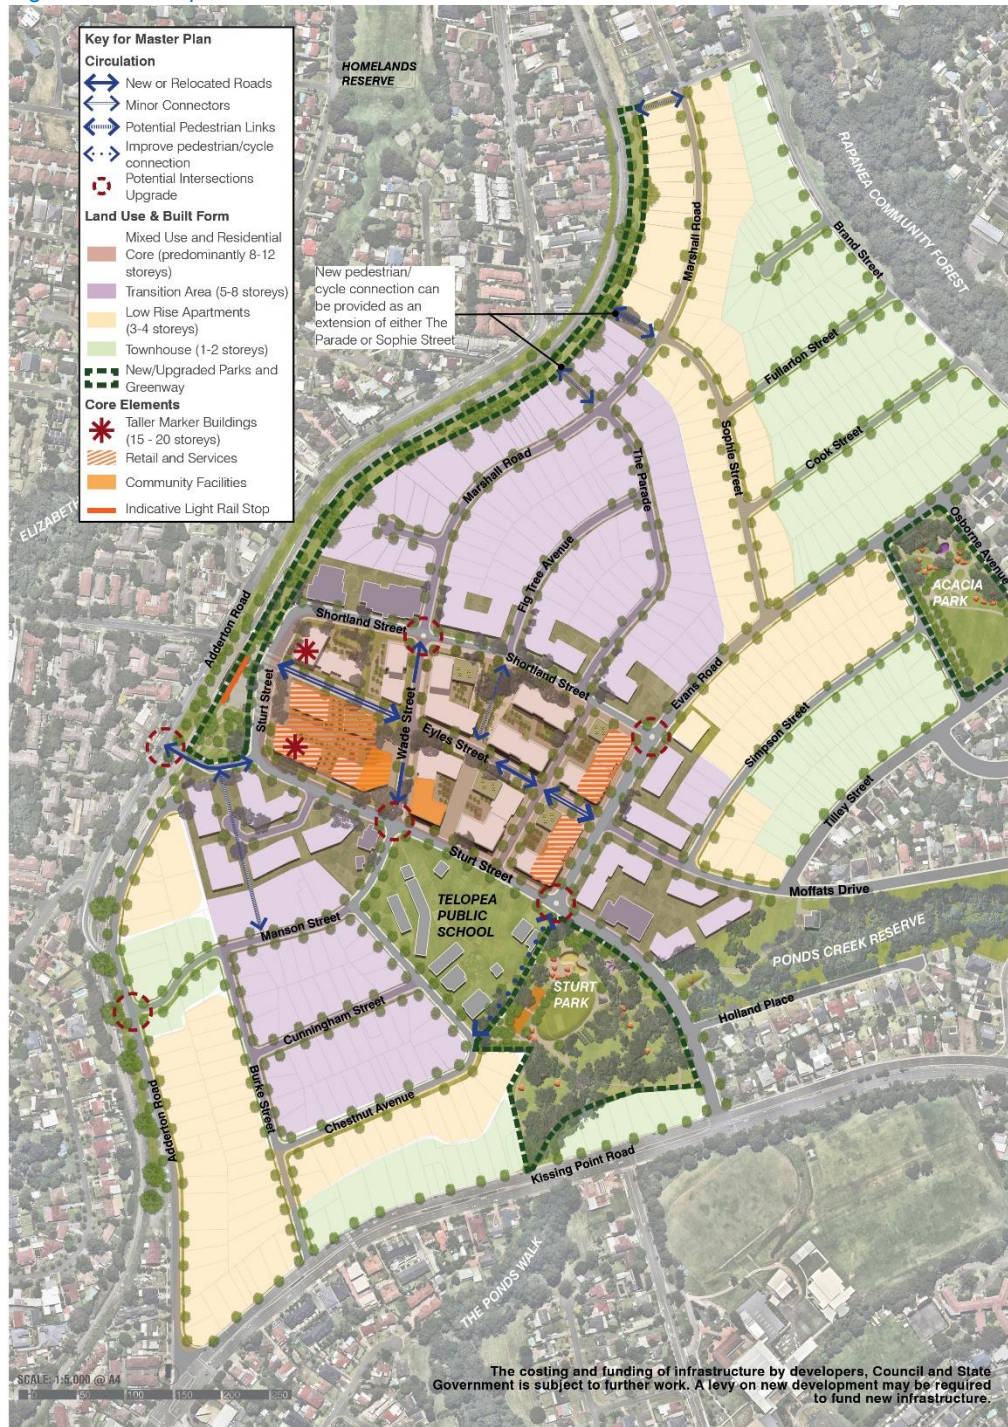 Key for Master Plan
Circulation
New or Relocated Roads
Minor Connectors
Potential Pedestrian Links
Improve pedestrian/cycle
connection
Potential Intersections
Upgrade
Land Use & Built Form
Mixed Use and Residential
Core (predominantly 8-12
storeys)
Transition Area (5-8 storeys)
Low Rise Apartments
(3-4 storeys)
Townhouse (1-2 storeys)
New/Upgraded Parks and
Greenway
Core Elements
Taller Marker Buildings
(15 - 20 storeys)
Retail and Services
Community Facilities
Indicative Light Rail Stop
HOMELANDS
RESERVE
RAPANEA COMMUNITY FOREST
Brand Street
Marshall Road
New pedestrian/
cycle connection can
be provided as an
extension of either The
Parade or Sophie Street
Fullarton Street
Sophie Street
Cook Street
Marshall Road
The Parade
Osborne Avenue
ELIZABETH
Fig Tree Avenue
ACACIA
PARK
Adderton Road
Shortland Street
Shortland Street
Evans Road
Sturt Street
Wade Street
Eyles Street
Simpson Street
Tilley Street
Sturt Street
Moffats Drive
TELOPEA
PUBLIC
SCHOOL
Manson Street
PONDS CREEK RESERVE
STURT
PARK
Holland Place
Cunningham Street
Burke Street
Chestnut Avenue
Adderton Road
Kissing Point Road
THE PONDS WALK
SCALE: 1:5,000 @ A4
0 50 100 150 200 250
The costing and funding of infrastructure by developers, Council and State
Government is subject to further work. A levy on new development may be required
to fund new infrastructure.